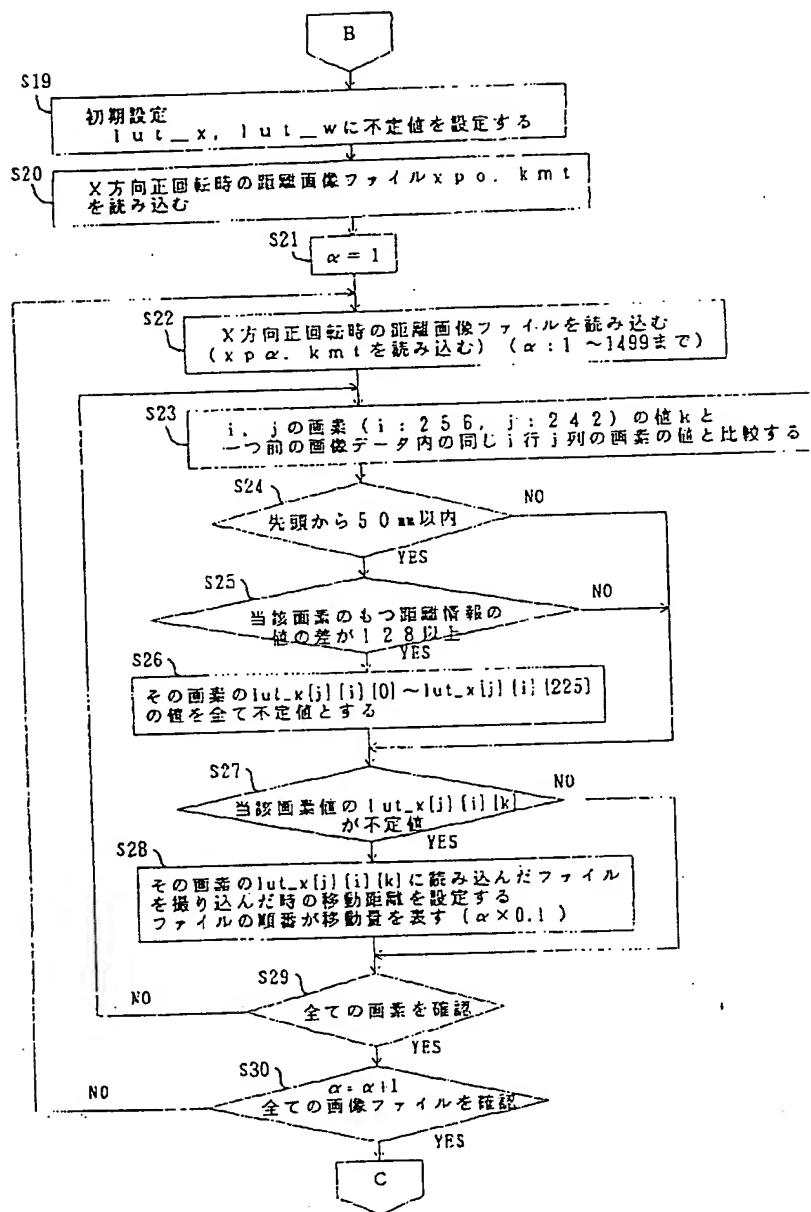 B
S19
初期設定
lut_x，lut_wに不定値を設定する
S20
X方向正回転時の距離画像ファイルxpo.kmt
を読み込む
S21
α＝1
S22
X方向正回転時の距離画像ファイルを読み込む
(xpα.kmtを読み込む)(α:1～1499まで)
S23
i，jの画素(i:256，j:242)の値kと
一つ前の画像データ内の同じi行j列の画素の値と比較する
S24
NO
先頭から50mm以内
YES
S25
NO
当該画素のもつ距離情報の
値の差が128以上
YES
S26
その画素のlut_x[j][i][0]～lut_x[j][i][225]
の値を全て不定値とする
S27
NO
当該画素値のlut_x[j][i][k]
が不定値
YES
S28
その画素のlut_x[j][i][k]に読み込んだファイル
を撮り込んだ時の移動距離を設定する
ファイルの順番が移動量を表す(α×0.1)
S29
NO
全ての画素を確認
YES
S30
NO
α=α+1
全ての画像ファイルを確認
YES
C